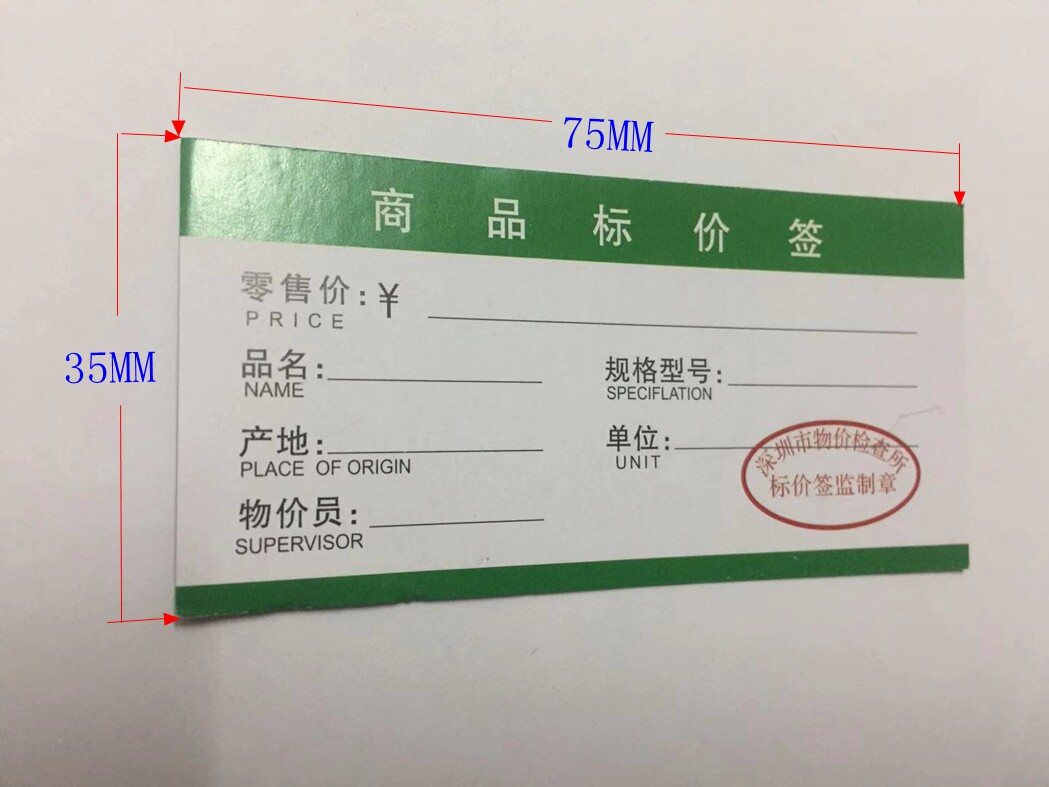 75MM
35MM
商品标价签
零售价:¥
PRICE
品名:
NAME
规格型号:
SPECIFLATION
产地:
PLACE OF ORIGIN
单位:
UNIT
物价员:
SUPERVISOR
深圳市物价检查所
标价签监制章